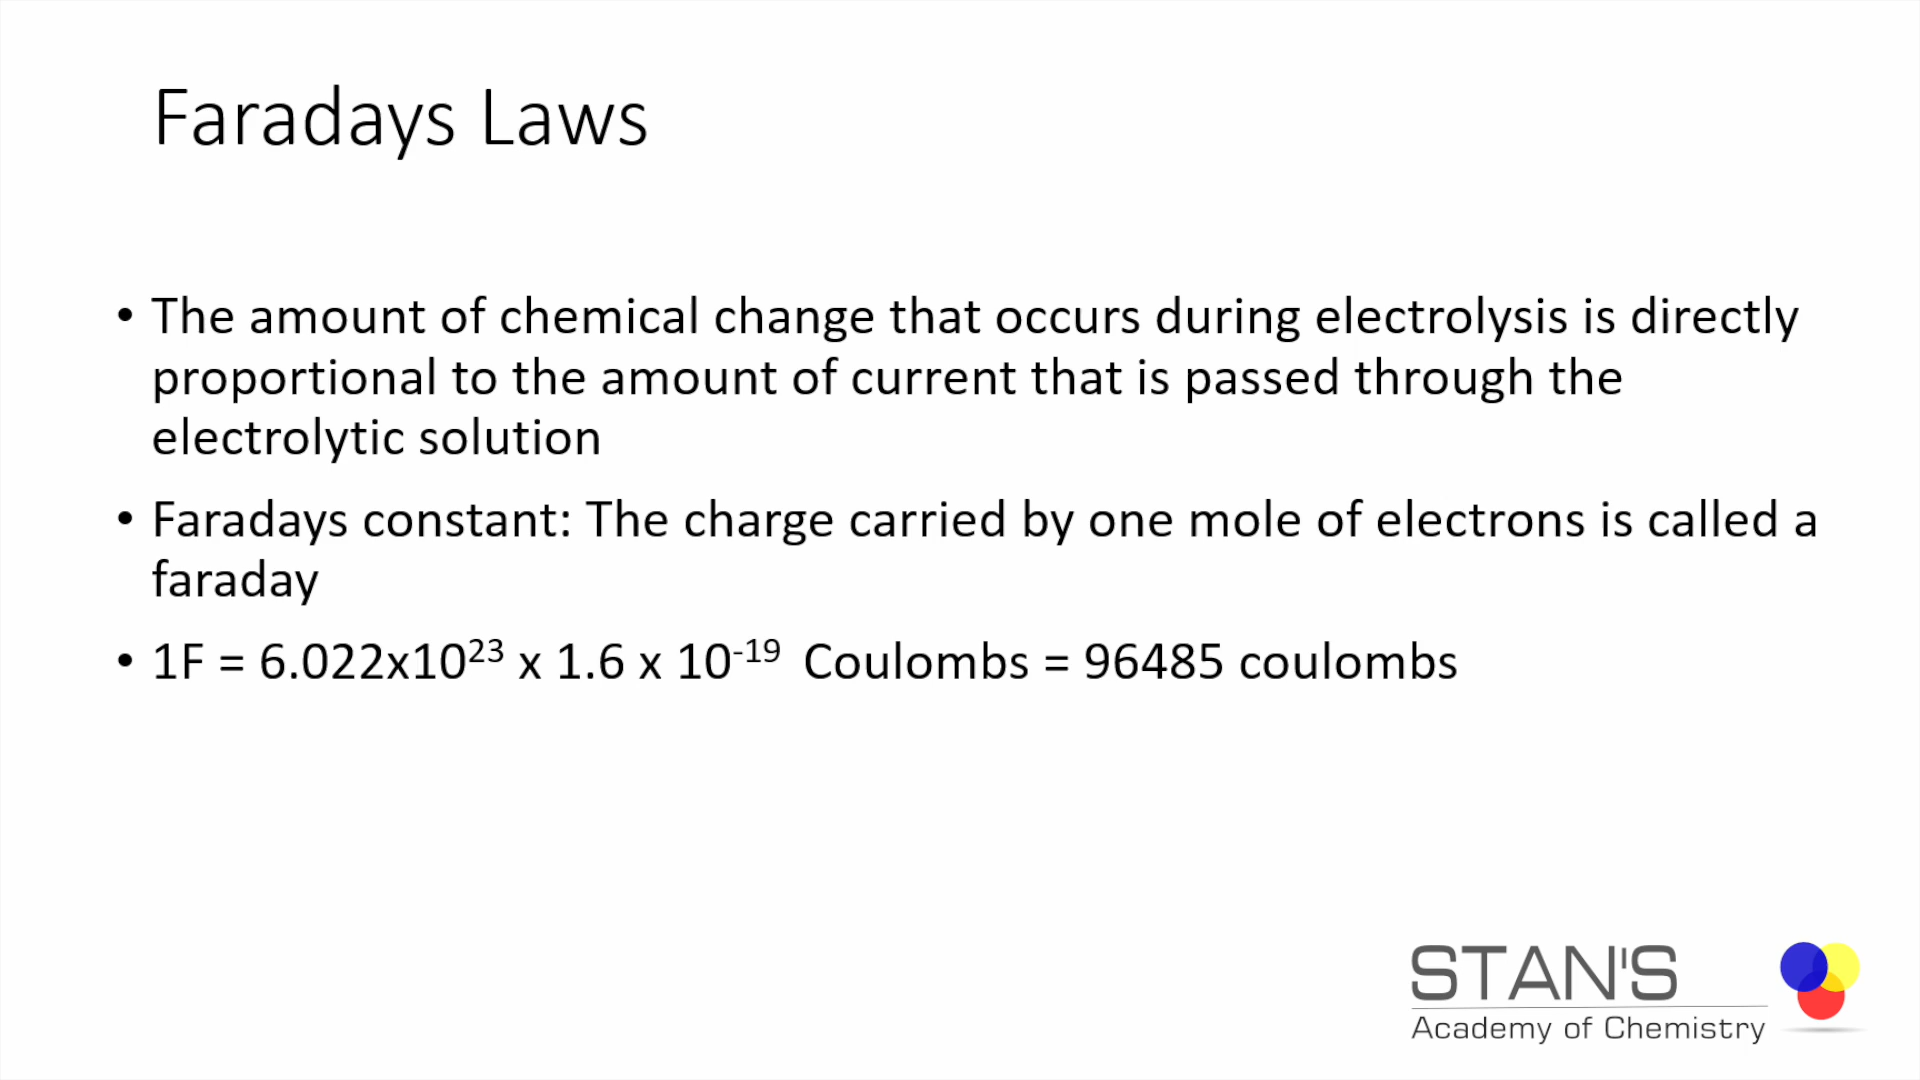 Faradays Laws
• The amount of chemical change that occurs during electrolysis is directly
proportional to the amount of current that is passed through the
electrolytic solution
• Faradays constant: The charge carried by one mole of electrons is called a
faraday
• 1F = 6.022x10²³ x 1.6 x 10⁻¹⁹ Coulombs = 96485 coulombs
STAN'S
Academy of Chemistry